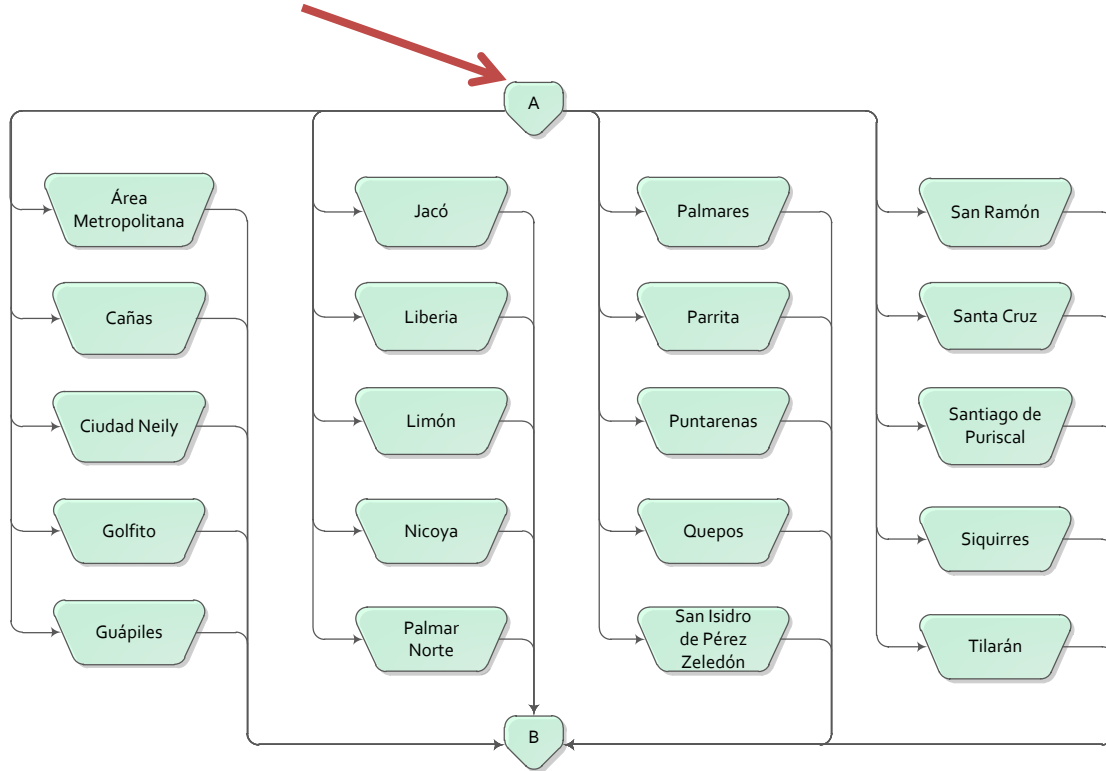 A
Área
Metropolitana
Cañas
Ciudad Neily
Golfito
Guápiles
Jacó
Liberia
Limón
Nicoya
Palmar
Norte
Palmares
Parrita
Puntarenas
Quepos
San Isidro
de Pérez
Zeledón
San Ramón
Santa Cruz
Santiago de
Puriscal
Siquirres
Tilarán
B